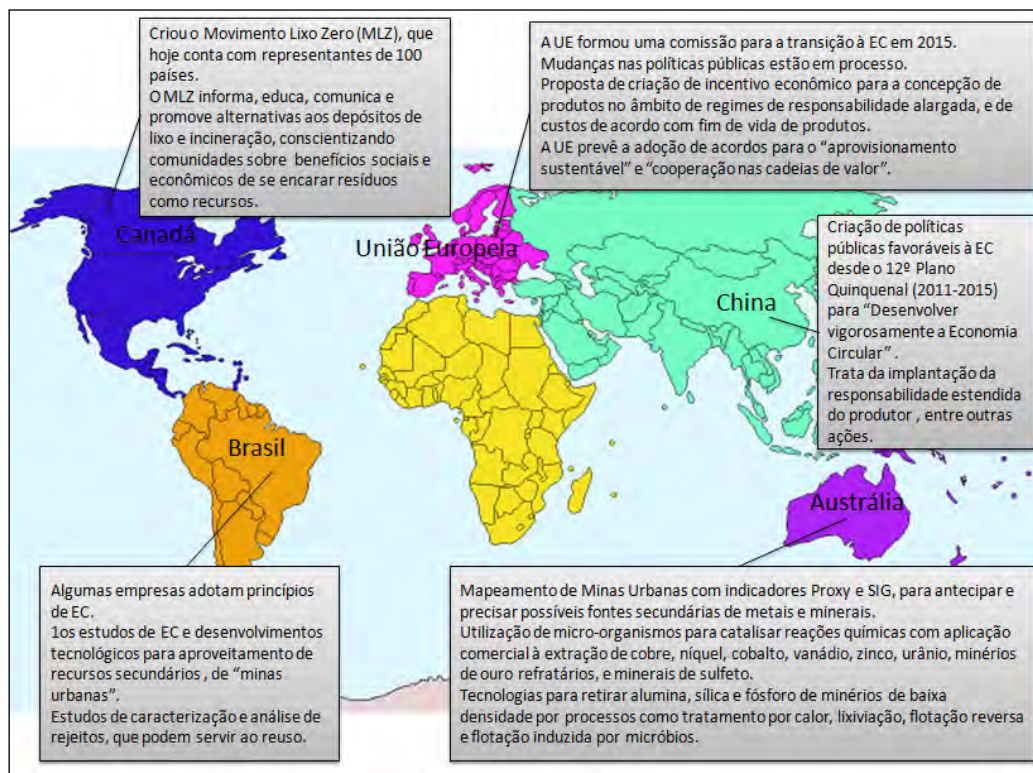 Criou o Movimento Lixo Zero (MLZ), que
hoje conta com representantes de 100
países.
O MLZ informa, educa, comunica e
promove alternativas aos depósitos de
lixo e incineração, conscientizando
comunidades sobre benefícios sociais e
econômicos de se encarar resíduos
como recursos.
A UE formou uma comissão para a transição à EC em 2015.
Mudanças nas políticas públicas estão em processo.
Proposta de criação de incentivo econômico para a concepção de
produtos no âmbito de regimes de responsabilidade alargada, e de
custos de acordo com fim de vida de produtos.
A UE prevê a adoção de acordos para o “aprovisionamento
sustentável” e “cooperação nas cadeias de valor”.
Canadá
União Europeia
China
Criação de políticas
públicas favoráveis à EC
desde o 12º Plano
Quinquenal (2011-2015)
para “Desenvolver
vigorosamente a Economia
Circular” .
Trata da implantação da
responsabilidade estendida
do produtor , entre outras
ações.
Brasil
Austrália
Algumas empresas adotam princípios
de EC.
1os estudos de EC e desenvolvimentos
tecnológicos para aproveitamento de
recursos secundários , de “minas
urbanas”.
Estudos de caracterização e análise de
rejeitos, que podem servir ao reuso.
Mapeamento de Minas Urbanas com indicadores Proxy e SIG, para antecipar e
precisar possíveis fontes secundárias de metais e minerais.
Utilização de micro-organismos para catalisar reações químicas com aplicação
comercial à extração de cobre, níquel, cobalto, vanádio, zinco, urânio, minérios
de ouro refratários, e minerais de sulfeto.
Tecnologias para retirar alumina, sílica e fósforo de minérios de baixa
densidade por processos como tratamento por calor, lixiviação, flotação reversa
e flotação induzida por micróbios.